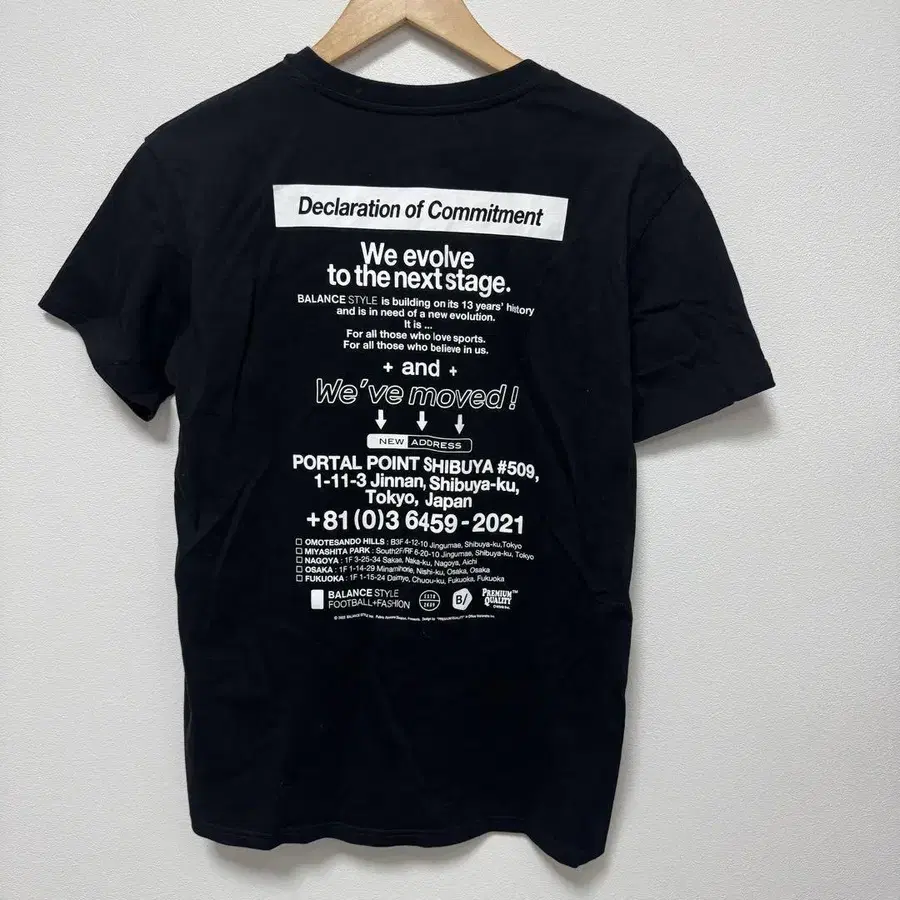 Declaration of Commitment
We evolve
to the next stage.
BALANCE STYLE is building on its 13 years' history
and is in need of a new evolution.
It is ...
For all those who love sports.
For all those who believe in us.
+ and +
We've moved!
NEW ADDRESS
PORTAL POINT SHIBUYA #509,
1-11-3 Jinnan, Shibuya-ku,
Tokyo, Japan
+81 (0)3 6459-2021
☐ OMOTESANDO HILLS : B3F 4-12-10 Jingumae, Shibuya-ku,Tokyo
☐ MIYASHITA PARK : South2F/RF 6-20-10 Jingumae, Shibuya-ku, Tokyo
☐ NAGOYA : 1F 3-25-34 Sakae, Naka-ku, Nagoya, Aichi
☐ OSAKA : 1F 1-14-29 Minamihorie, Nishi-ku, Osaka, Osaka
☐ FUKUOKA : 1F 1-15-24 Daimyo, Chuou-ku, Fukuoka, Fukuoka
BALANCE STYLE
FOOTBALL+FASHION
ESTD
B/
PREMIUM
QUALITY